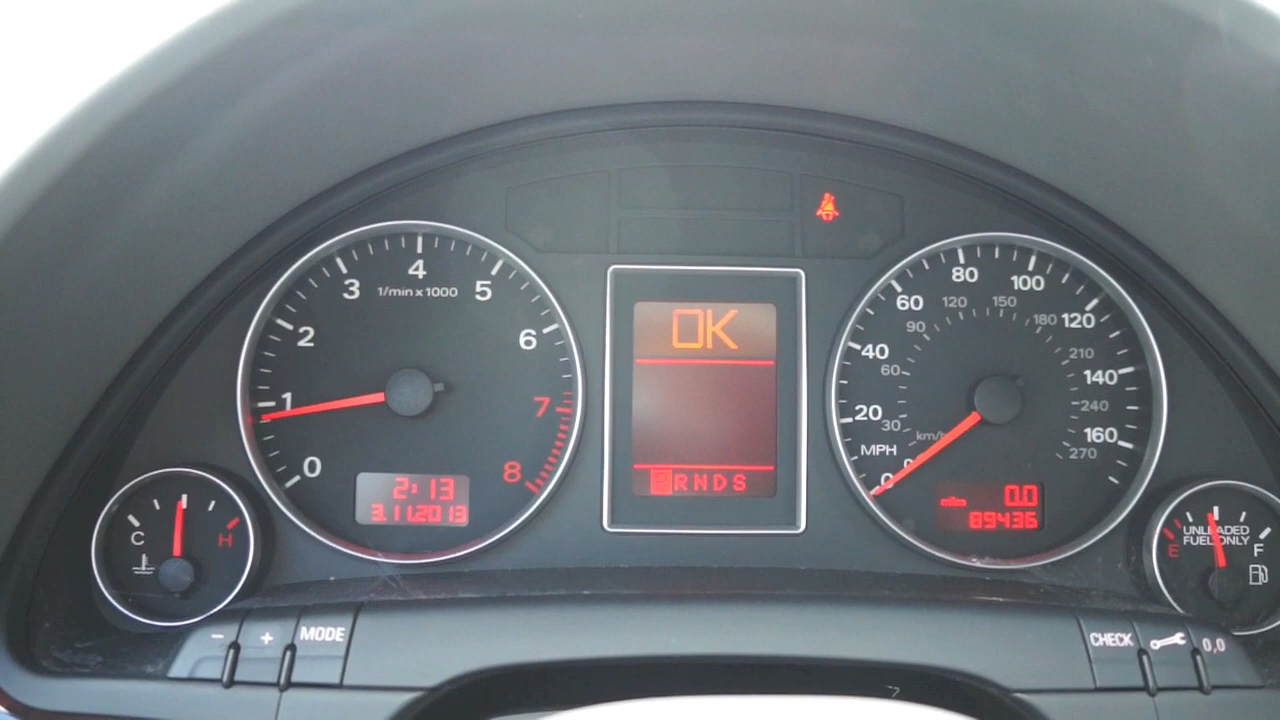 4
3
5
1/min x 1000
2
6
1
7
0
8
2:13
3.11.2013
OK
PRNDS
80
100
60
120
150
90
180
120
40
60
210
140
20
30
240
km/h
MPH
160
0
270
miles
0.0
89436
C
H
UNLEADED
FUEL ONLY
E
F
−
+
MODE
CHECK
0,0